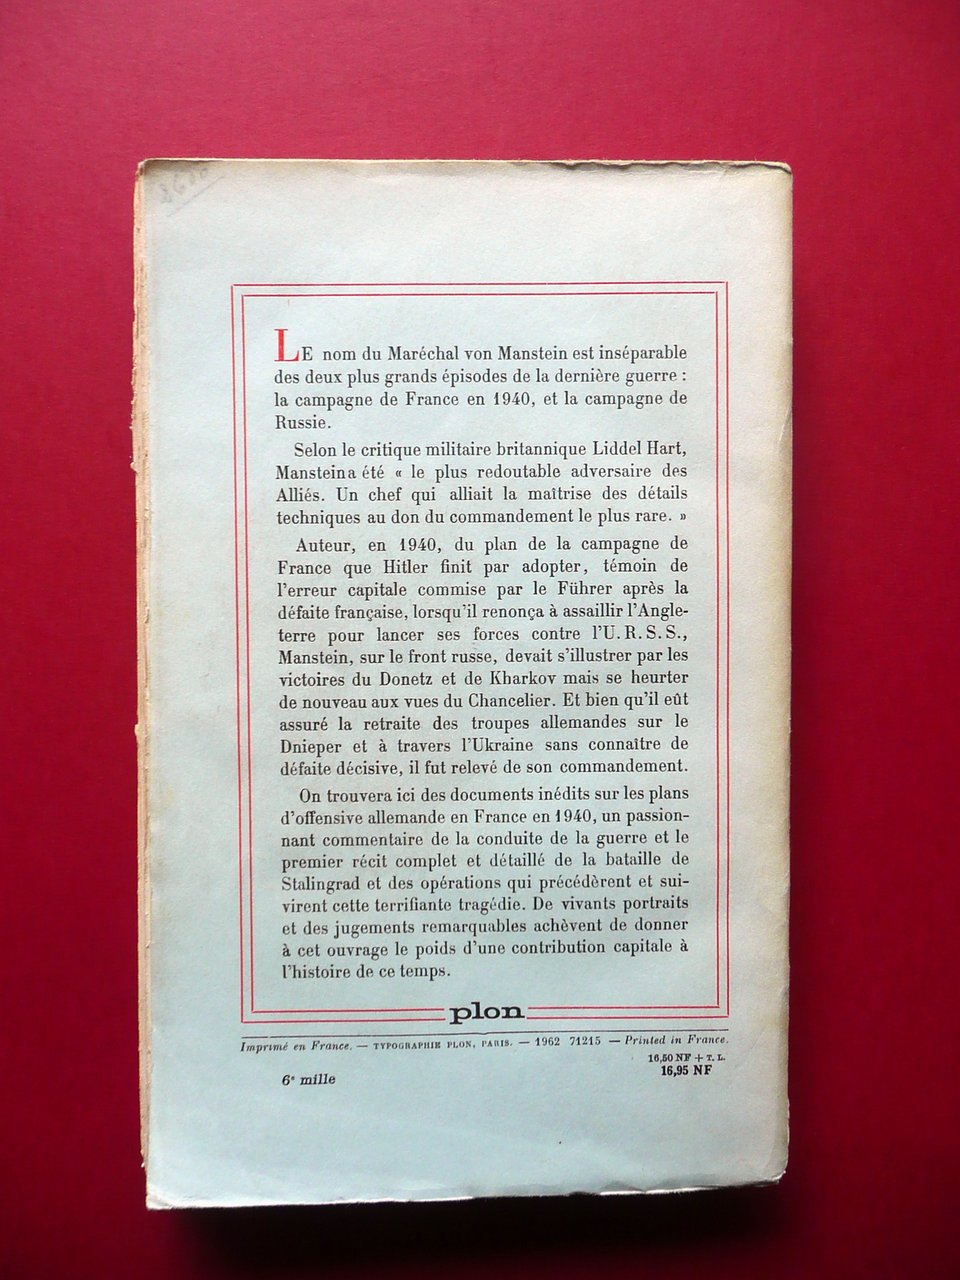 LE nom du Maréchal von Manstein est inséparable
des deux plus grands épisodes de la dernière guerre :
la campagne de France en 1940, et la campagne de
Russie.
Selon le critique militaire britannique Liddel Hart,
Mansteina été « le plus redoutable adversaire des
Alliés. Un chef qui alliait la maîtrise des détails
techniques au don du commandement le plus rare. »
Auteur, en 1940, du plan de la campagne de
France que Hitler finit par adopter, témoin de
l'erreur capitale commise par le Führer après la
défaite française, lorsqu'il renonça à assaillir l'Angle-
terre pour lancer ses forces contre l'U.R.S.S.,
Manstein, sur le front russe, devait s'illustrer par les
victoires du Donetz et de Kharkov mais se heurter
de nouveau aux vues du Chancelier. Et bien qu'il eût
assuré la retraite des troupes allemandes sur le
Dnieper et à travers l'Ukraine sans connaître de
défaite décisive, il fut relevé de son commandement.
On trouvera ici des documents inédits sur les plans
d'offensive allemande en France en 1940, un passion-
nant commentaire de la conduite de la guerre et le
premier récit complet et détaillé de la bataille de
Stalingrad et des opérations qui précédèrent et sui-
virent cette terrifiante tragédie. De vivants portraits
et des jugements remarquables achèvent de donner
à cet ouvrage le poids d'une contribution capitale à
l'histoire de ce temps.
plon
Imprimé en France. — TYPOGRAPHIE PLON, PARIS. — 1962 71215 — Printed in France.
16,50 NF + T. L.
16,95 NF
6e mille